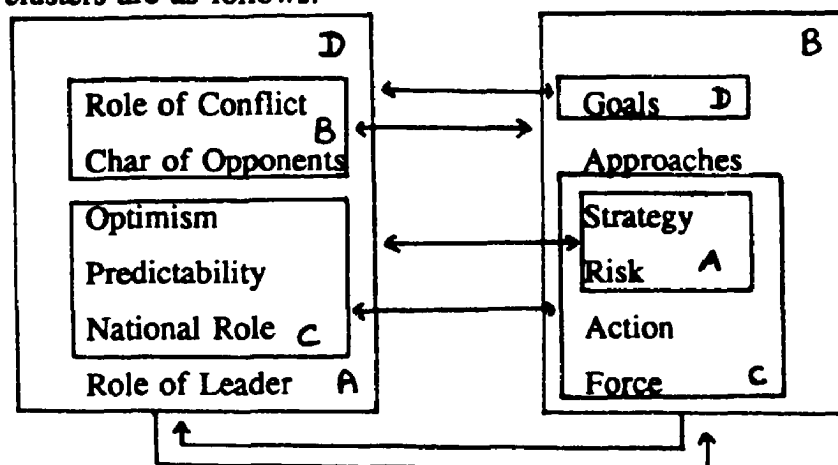 clusters are as follows:
D
Role of Conflict
B
Char of Opponents
Optimism
Predictability
National Role C
Role of Leader A
B
Goals D
Approaches
Strategy
Risk A
Action
Force C